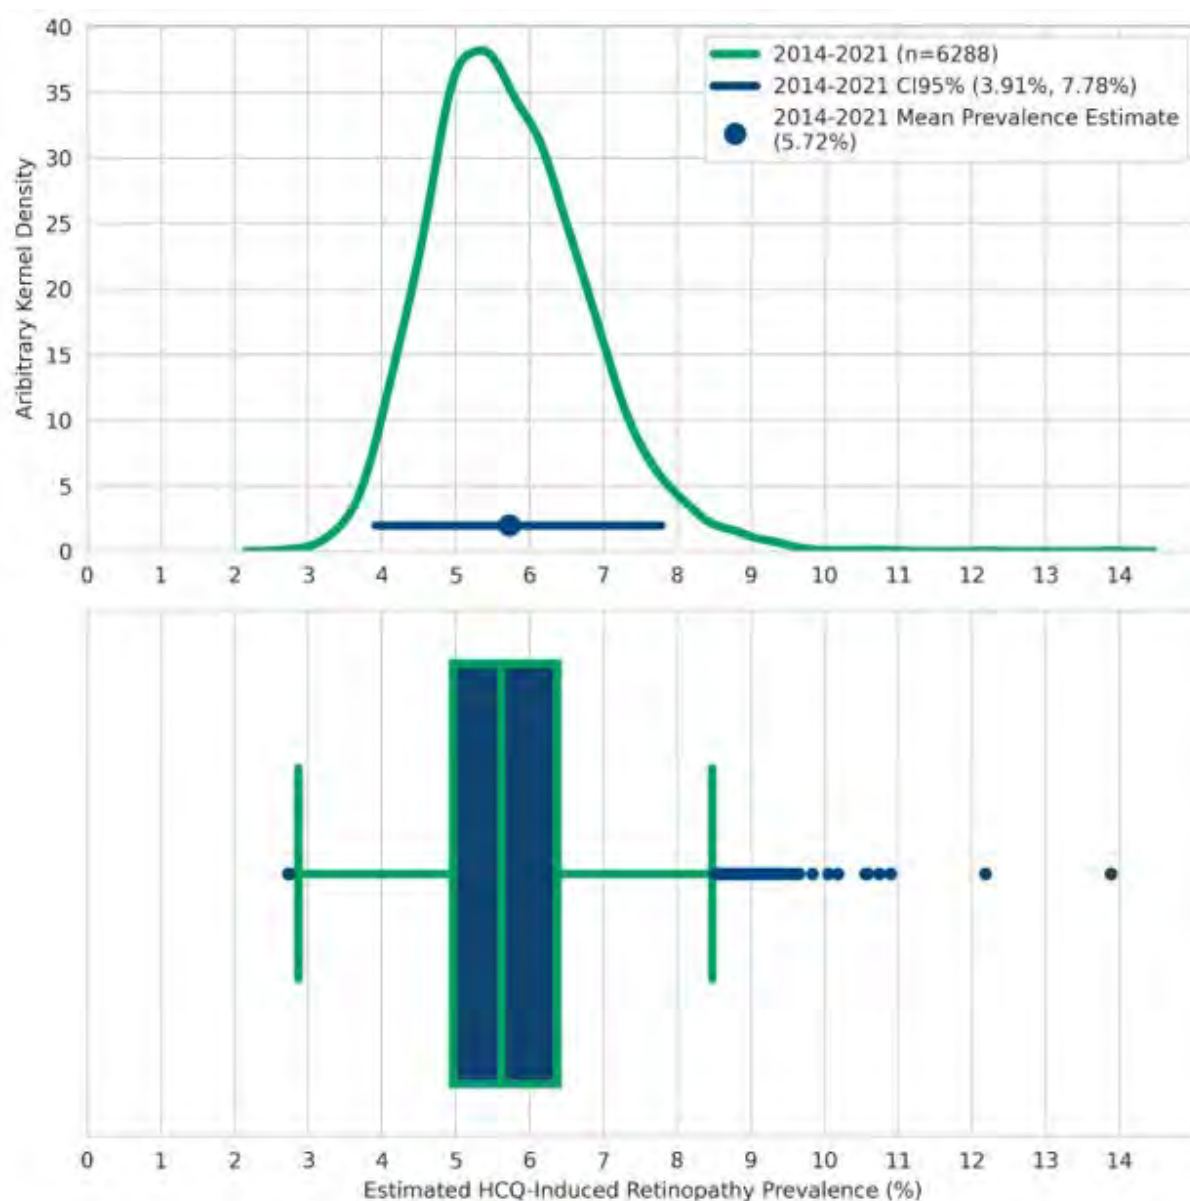 40
35
30
25
20
15
10
5
0
Aribitrary Kernel Density
2014-2021 (n=6288)
2014-2021 CI95% (3.91%, 7.78%)
2014-2021 Mean Prevalence Estimate
(5.72%)
0 1 2 3 4 5 6 7 8 9 10 11 12 13 14
0 1 2 3 4 5 6 7 8 9 10 11 12 13 14
Estimated HCQ-Induced Retinopathy Prevalence (%)